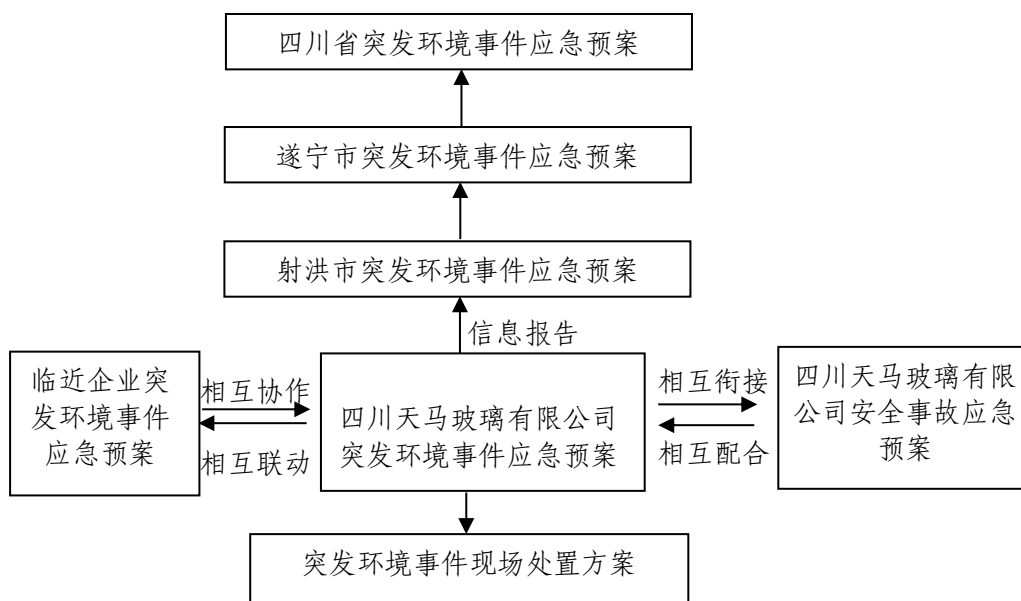 四川省突发环境事件应急预案
遂宁市突发环境事件应急预案
射洪市突发环境事件应急预案
信息报告
临近企业突
发环境事件
应急预案
相互协作
相互联动
四川天马玻璃有限公司
突发环境事件应急预案
相互衔接
相互配合
四川天马玻璃有限
公司安全事故应急
预案
突发环境事件现场处置方案